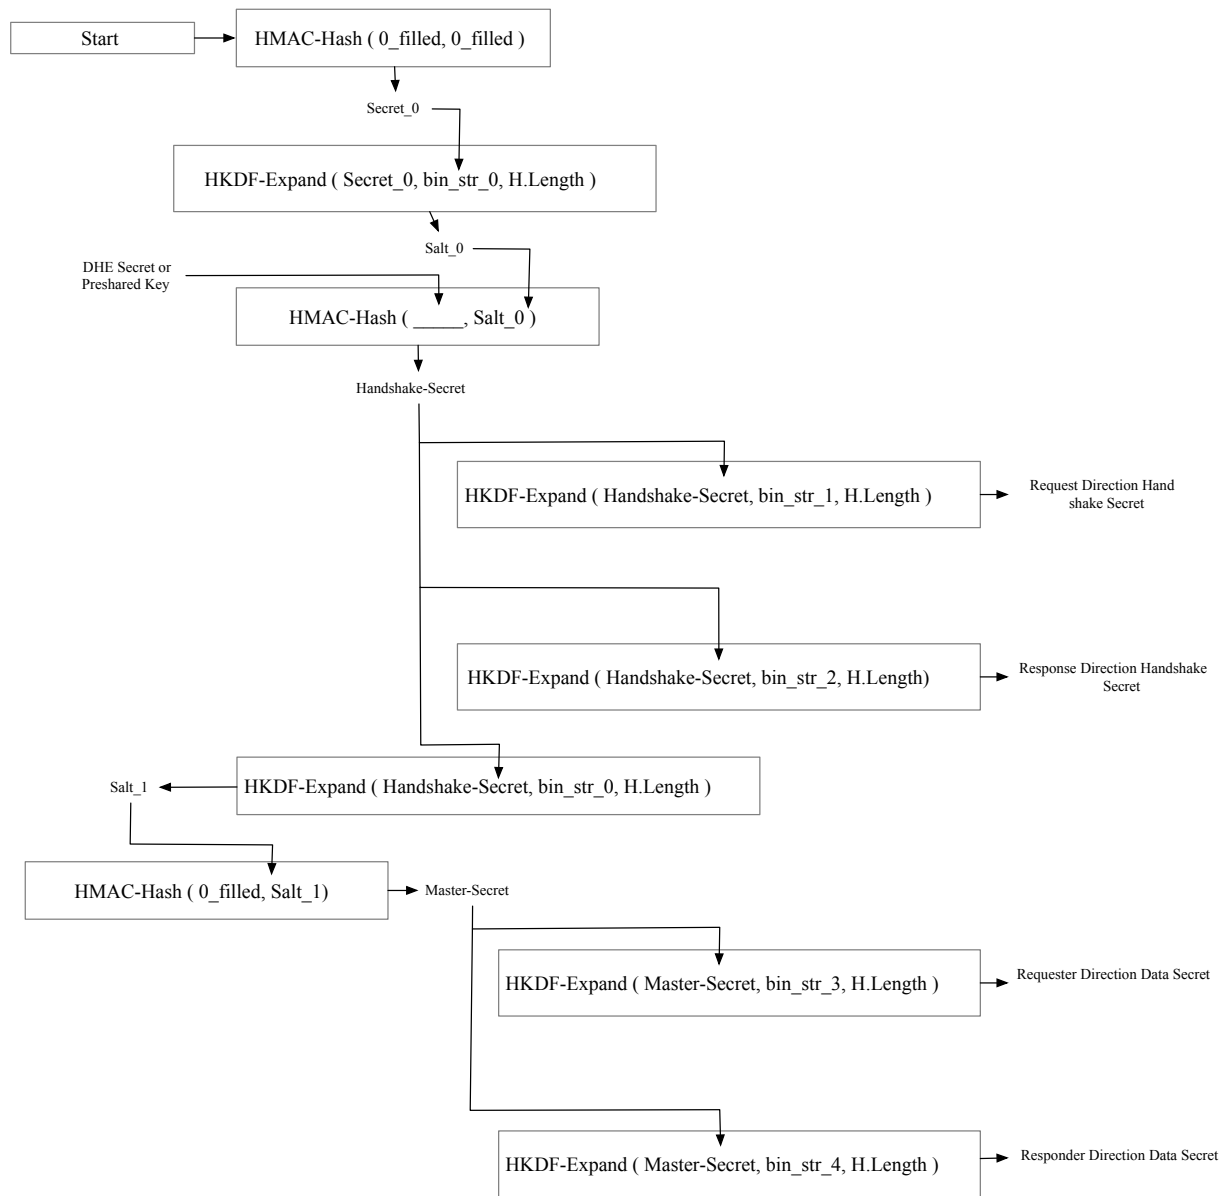 Start
HMAC-Hash ( 0_filled, 0_filled )
Secret_0
HKDF-Expand ( Secret_0, bin_str_0, H.Length )
Salt_0
DHE Secret or
Preshared Key
HMAC-Hash ( _____, Salt_0 )
Handshake-Secret
HKDF-Expand ( Handshake-Secret, bin_str_1, H.Length )
Request Direction Hand
shake Secret
HKDF-Expand ( Handshake-Secret, bin_str_2, H.Length)
Response Direction Handshake
Secret
Salt_1
HKDF-Expand ( Handshake-Secret, bin_str_0, H.Length )
HMAC-Hash ( 0_filled, Salt_1)
Master-Secret
HKDF-Expand ( Master-Secret, bin_str_3, H.Length )
Requester Direction Data Secret
HKDF-Expand ( Master-Secret, bin_str_4, H.Length )
Responder Direction Data Secret